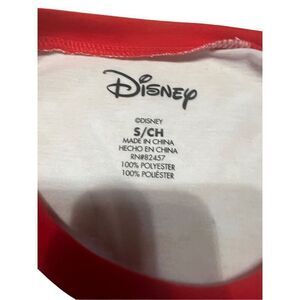 Disney
©DISNEY
S/CH
MADE IN CHINA
HECHO EN CHINA
RN#82457
100% POLYESTER
100% POLIÉSTER